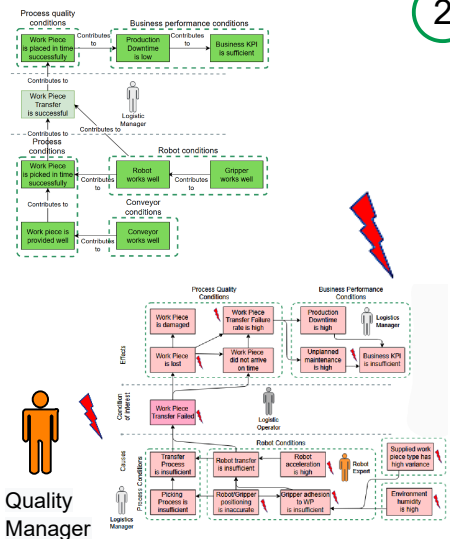 2
Process quality
conditions
Business performance conditions
Work Piece
is placed in time
successfully
Contributes
to
Production
Downtime
is low
Contributes
to
Business KPI
is sufficient
Contributes to
Work Piece
Transfer
is successful
Logistic
Manager
Contributes to
Contributes to
Process
conditions
Robot conditions
Work Piece
is picked in time
successfully
Contributes
to
Robot
works well
Contributes
to
Gripper
works well
Contributes
to
Conveyor
conditions
Work piece is
provided well
Contributes
to
Conveyor
works well
Process Quality
Conditions
Business Performance
Conditions
Effects
Work Piece
is damaged
Work Piece
Transfer Failure
rate is high
Production
Downtime
is high
Logistics
Manager
Work Piece
is lost
Work Piece
did not arrive
on time
Unplanned
maintenance
is high
Business KPI
is insufficient
Condition
of interest
Work Piece
Transfer Failed
Logistic
Operator
Causes
Process Conditions
Robot Conditions
Transfer
Process
is insufficient
Robot transfer
is insufficient
Robot
acceleration
is high
Robot
Expert
Supplied work
piece type has
high variance
Logistics
Manager
Picking
Process is
insufficient
Robot/Gripper
positioning
is inaccurate
Gripper adhesion
to WP
is insufficient
Environment
humidity
is high
Quality
Manager